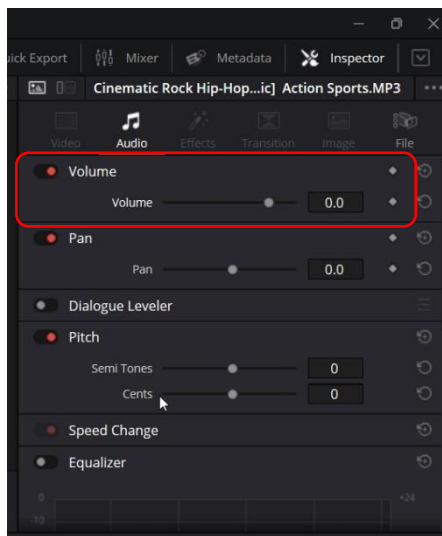 uick Export Mixer Metadata Inspector
Cinematic Rock Hip-Hop...ic] Action Sports.MP3
Video Audio Effects Transition Image File
Volume
Volume 0.0
Pan
Pan 0.0
Dialogue Leveler
Pitch
Semi Tones 0
Cents 0
Speed Change
Equalizer
0 +24
-10